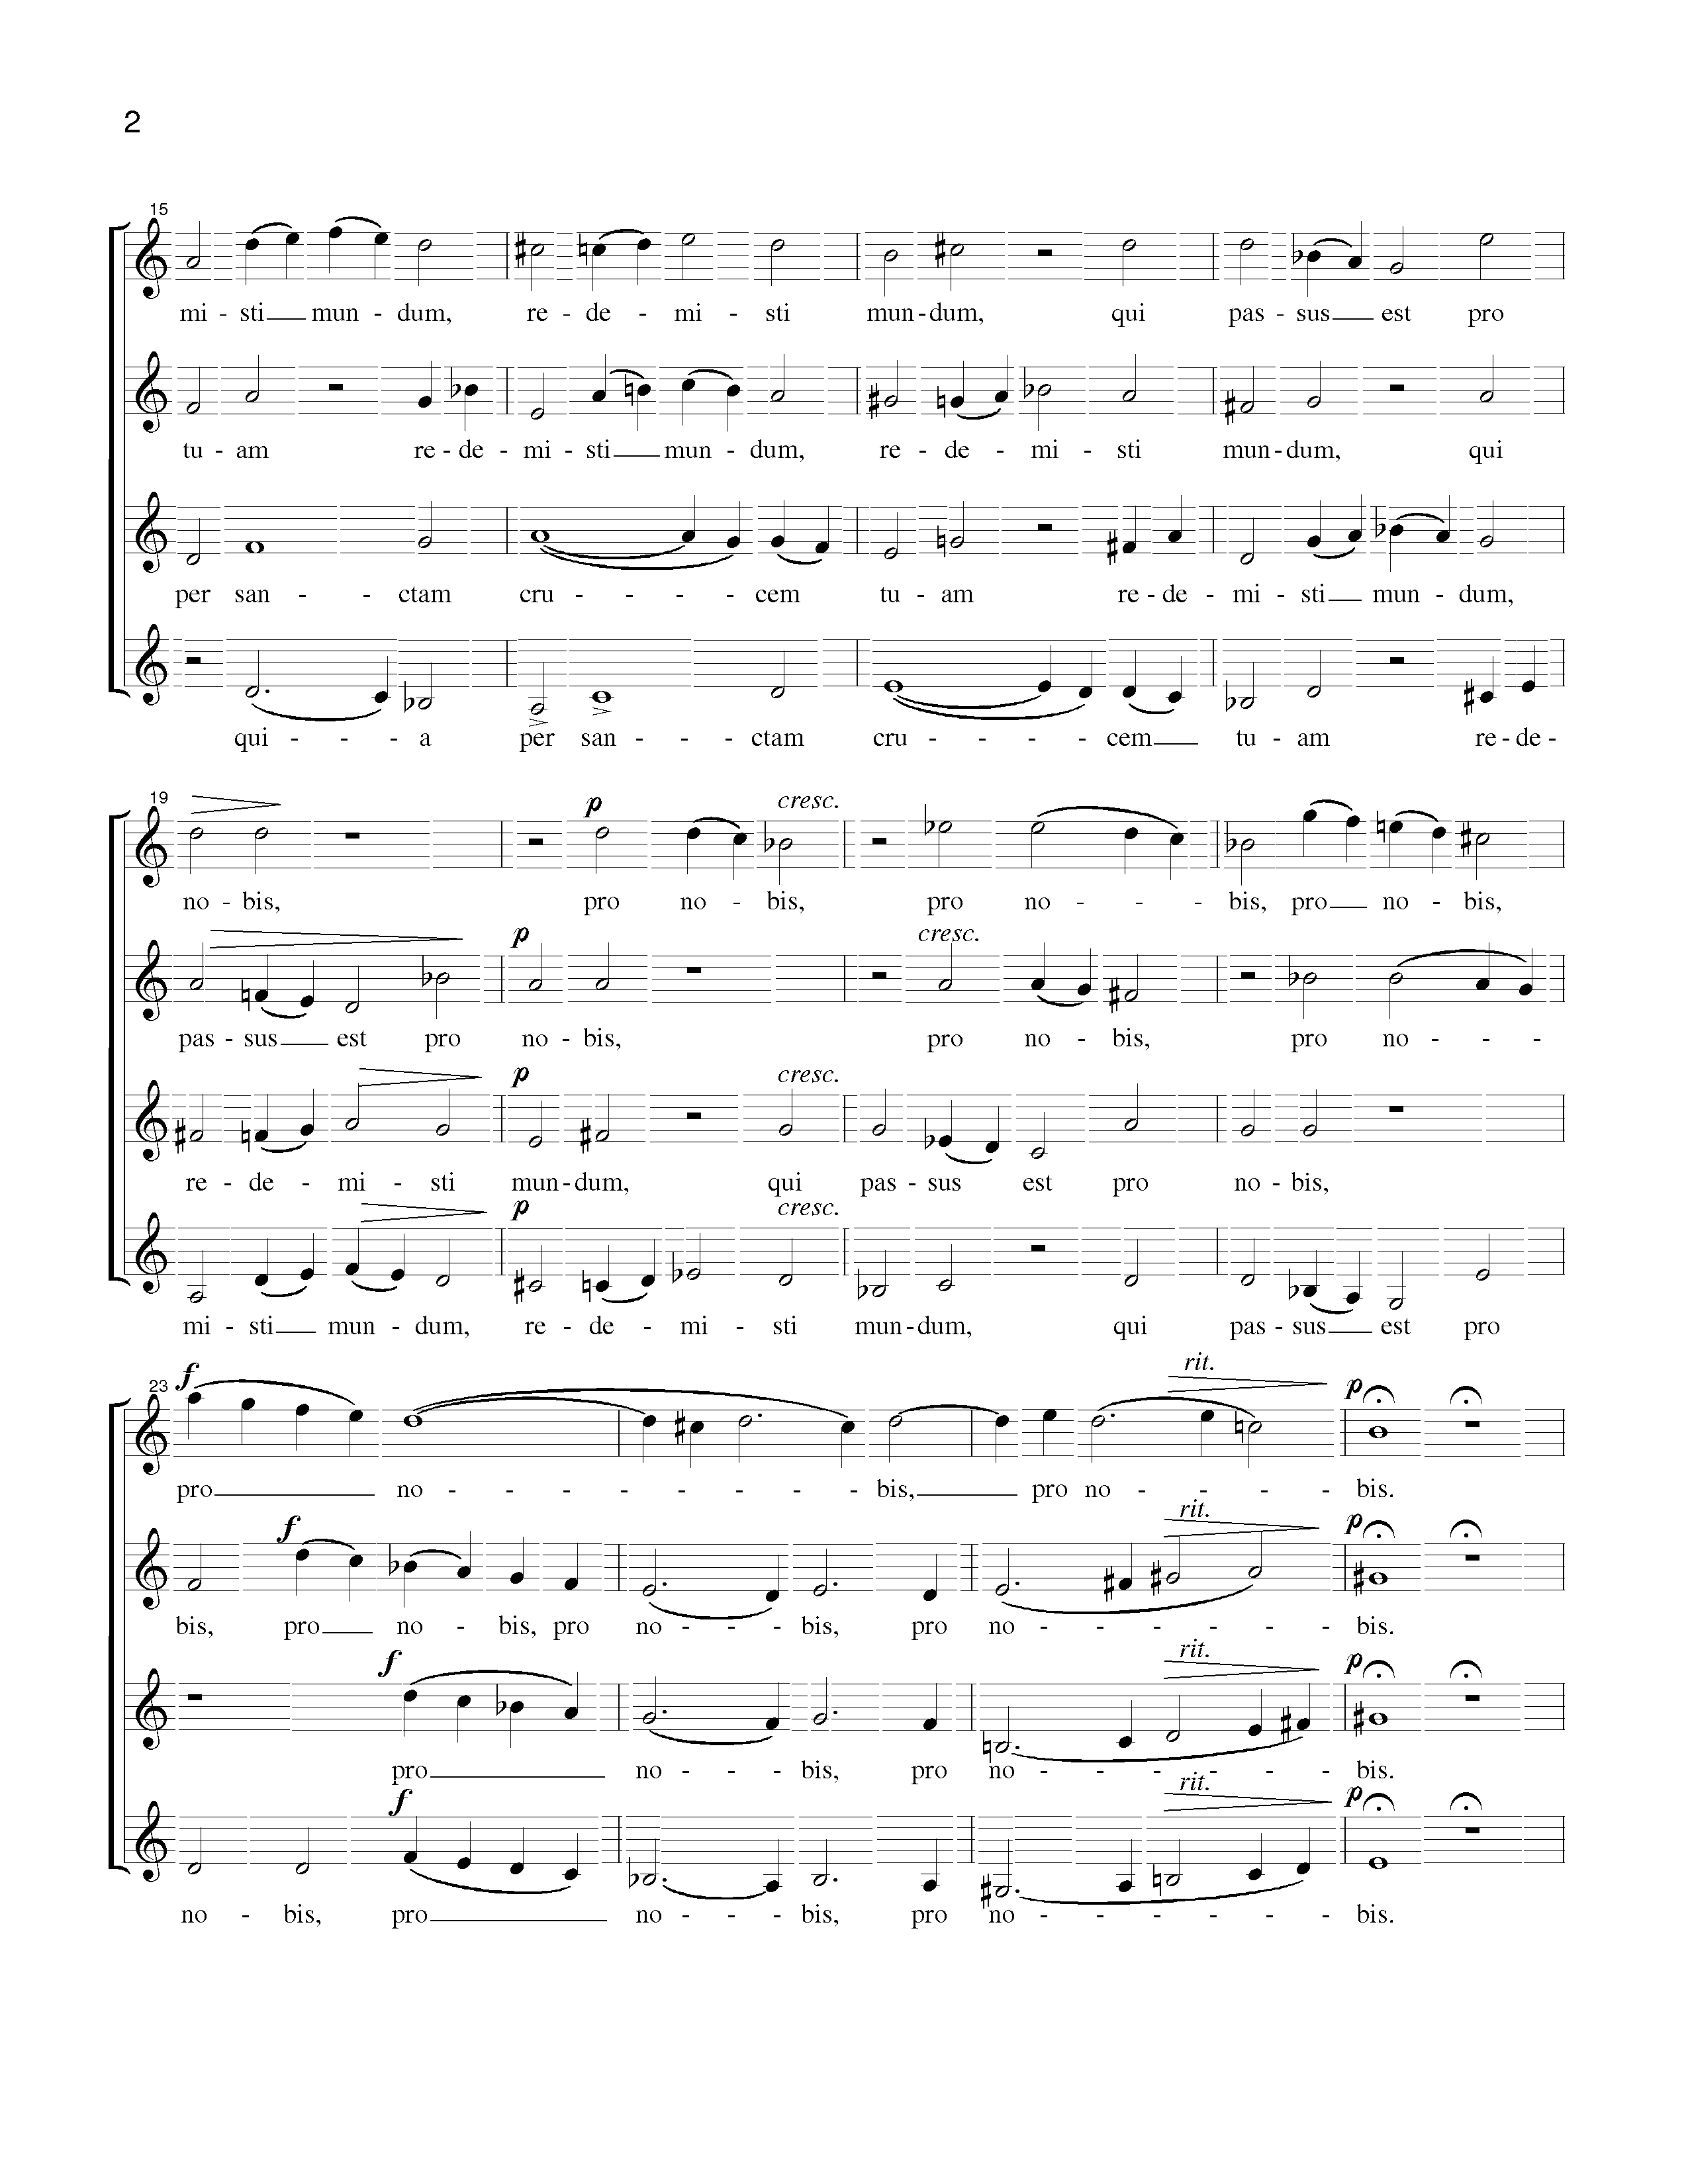 2
15
mi - sti mun - dum, re - de - mi - sti mun - dum, qui pas - sus est pro
tu - am re - de - mi - sti mun - dum, re - de - mi - sti mun - dum, qui
per san - - ctam cru - - - - cem tu - am re - de - mi - sti mun - dum,
qui - - - a per san - - - ctam cru - - - - cem tu - am re - de -
19 p cresc.
no - bis, pro no - bis, pro no - - - bis, pro no - bis,
p cresc.
pas - sus est pro no - bis, pro no - bis, pro no - - -
p cresc.
re - de - mi - sti mun - dum, qui pas - sus est pro no - bis,
p cresc.
mi - sti mun - dum, re - de - mi - sti mun - dum, qui pas - sus est pro
23 f rit. p
pro no - - - - - - - - bis, pro no - - - - bis.
f rit. p
bis, pro no - bis, pro no - - - bis, pro no - - - - - - bis.
f rit. p
pro no - - - bis, pro no - - - - - - bis.
f rit. p
no - bis, pro no - - - bis, pro no - - - - - - bis.